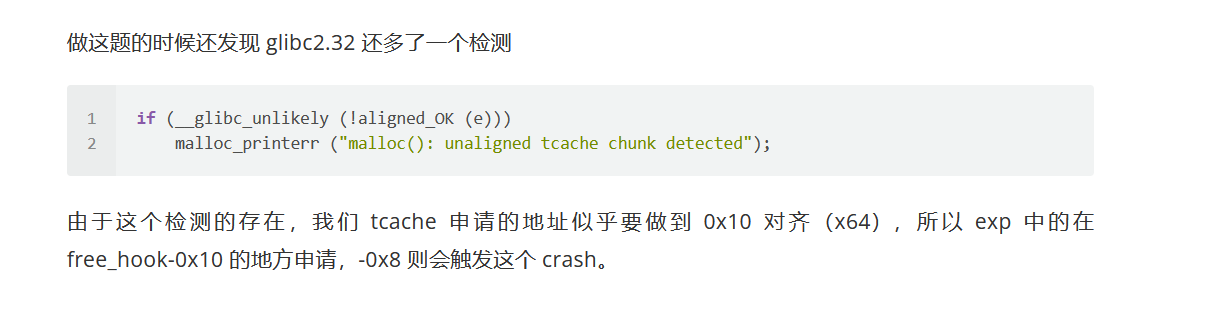 做这题的时候还发现 glibc2.32 还多了一个检测
1 if (__glibc_unlikely (!aligned_OK (e)))
2 malloc_printerr ("malloc(): unaligned tcache chunk detected");
由于这个检测的存在，我们 tcache 申请的地址似乎要做到 0x10 对齐（x64），所以 exp 中的在
free_hook-0x10 的地方申请，-0x8 则会触发这个 crash。